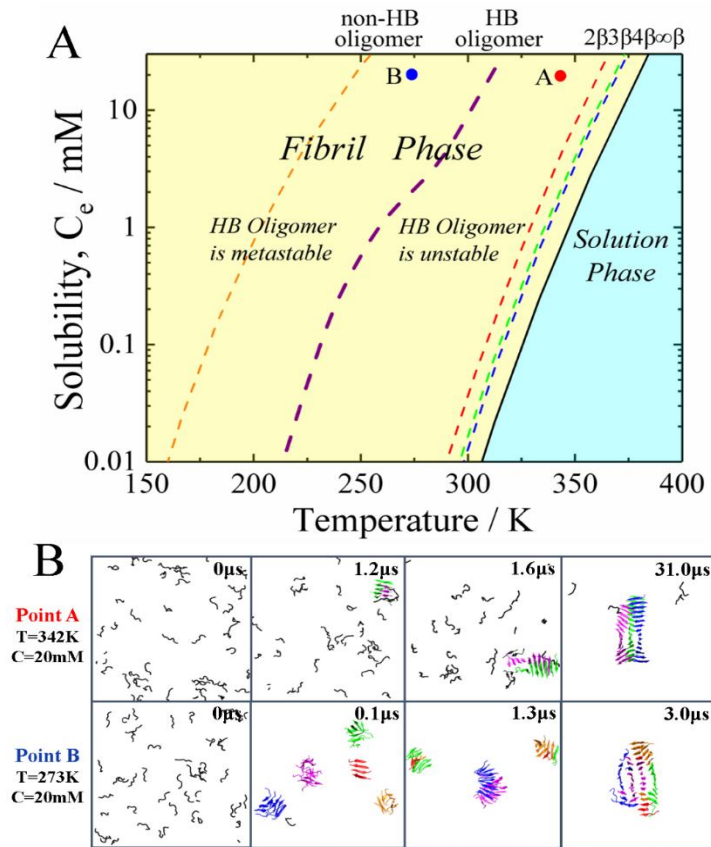 A
non-HB
oligomer
HB
oligomer
2β3β4β∞β
B
A
Fibril Phase
HB Oligomer
is metastable
HB Oligomer
is unstable
Solution
Phase
Solubility, Cₑ / mM
10
1
0.1
0.01
150
200
250
300
350
400
Temperature / K
B
Point A
T=342K
C=20mM
0μs
1.2μs
1.6μs
31.0μs
Point B
T=273K
C=20mM
0μs
0.1μs
1.3μs
3.0μs